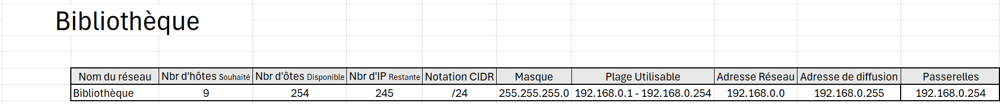 Bibliothèque
Nom du réseau Nbr d'hôtes Souhaité Nbr d'ôtes Disponible Nbr d'IP Restante Notation CIDR Masque Plage Utilisable Adresse Réseau Adresse de diffusion Passerelles
Bibliothèque 9 254 245 /24 255.255.255.0 192.168.0.1 - 192.168.0.254 192.168.0.0 192.168.0.255 192.168.0.254